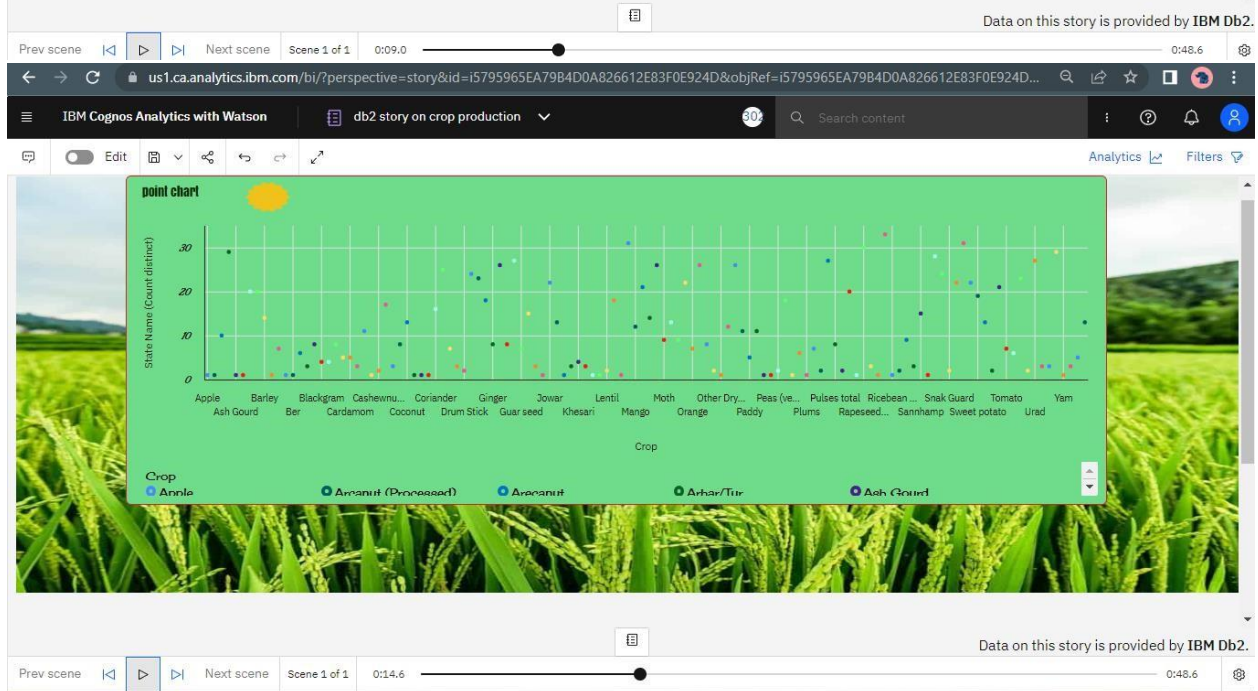 Data on this story is provided by IBM Db2.
Prev scene Next scene Scene 1 of 1 0:09.0 0:48.6
us1.ca.analytics.ibm.com/bi/?perspective=story&id=i5795965EA79B4D0A826612E83F0E924D&objRef=i5795965EA79B4D0A826612E83F0E924D...
IBM Cognos Analytics with Watson db2 story on crop production 302 Search content
Edit Analytics Filters
point chart
State Name (Count distinct)
30
20
10
0
Apple Barley Blackgram Cashewnu... Coriander Ginger Jowar Lentil Moth Other Dry... Peas (ve... Pulses total Ricebean ... Snak Guard Tomato Yam
Ash Gourd Ber Cardamom Coconut Drum Stick Guar seed Khesari Mango Orange Paddy Plums Rapeseed... Sannhamp Sweet potato Urad
Crop
Crop
Apple Arcanut (Processed) Arecanut Arhar/Tur Ash Gourd
Data on this story is provided by IBM Db2.
Prev scene Next scene Scene 1 of 1 0:14.6 0:48.6